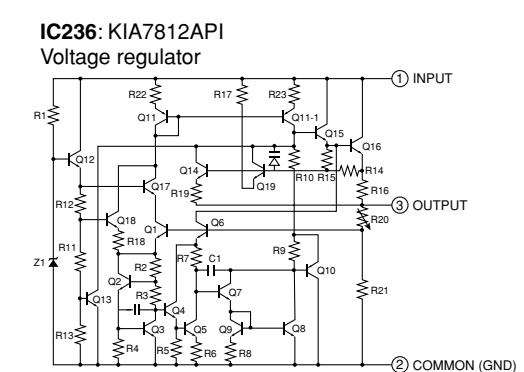 IC236: KIA7812API
Voltage regulator
1 INPUT
R22 R17 R23
R1
Q11 Q11-1
Q15
Q16
Q12
Q14 Q19 R10 R15 R14
Q17
R19
R16
R12
3 OUTPUT
Q18
Q6
R20
Q1
R18
R11
R7 C1
R9
R2
Z1
Q2
Q10
R3
Q7
R21
Q13
Q4
R13
Q3
Q5
Q9
Q8
R4
R5
R6
R8
2 COMMON (GND)